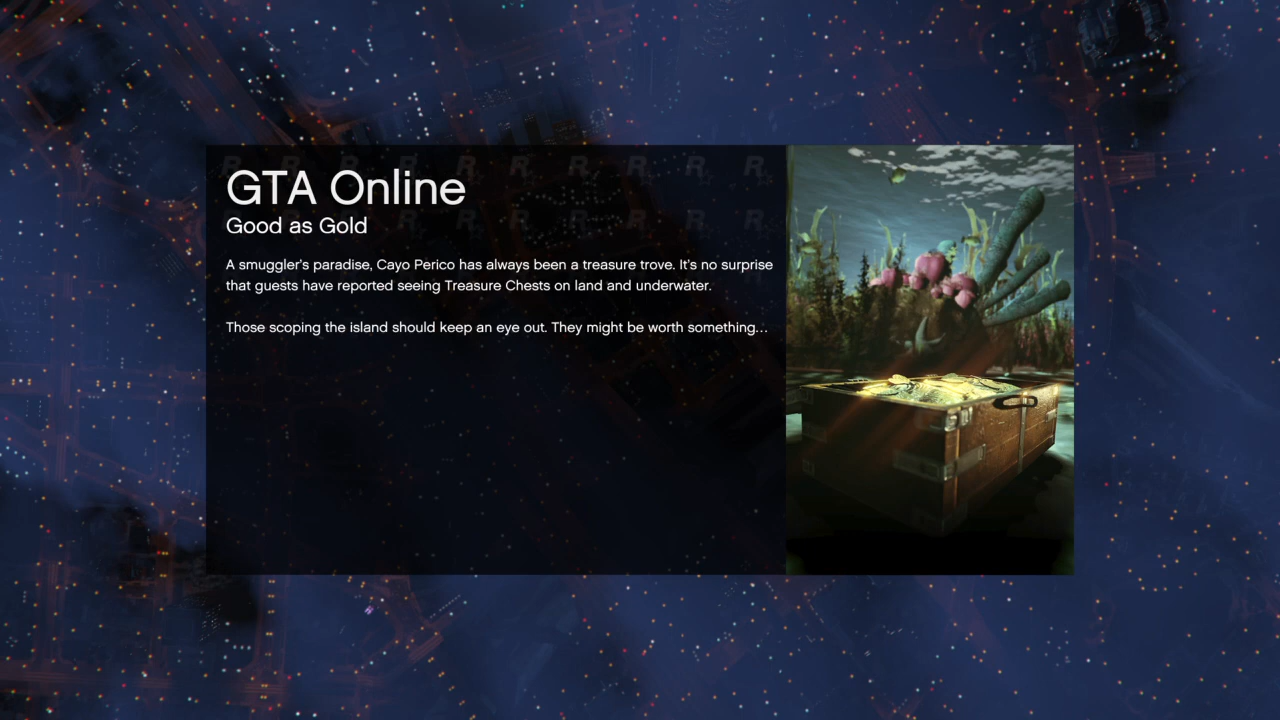 GTA Online
Good as Gold
A smuggler's paradise, Cayo Perico has always been a treasure trove. It's no surprise
that guests have reported seeing Treasure Chests on land and underwater.
Those scoping the island should keep an eye out. They might be worth something...